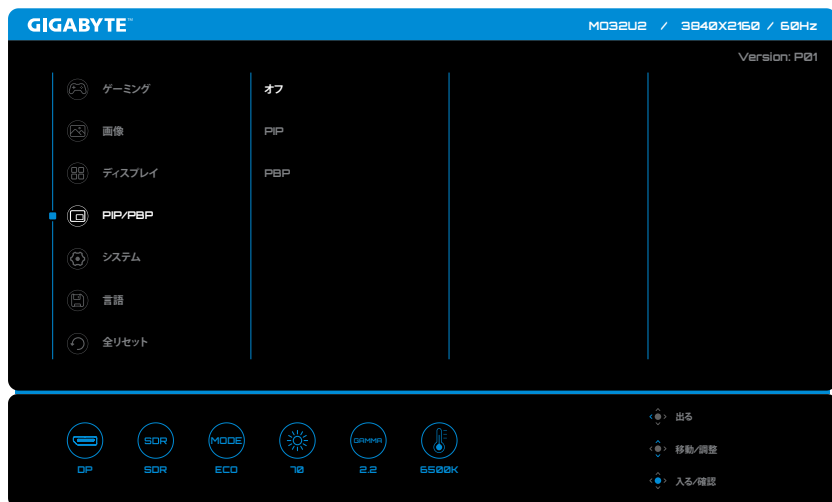 GIGABYTE™
MO32U2 / 3840X2160 / 60Hz
Version: P01
ゲーミング
オフ
画像
PIP
ディスプレイ
PBP
PIP/PBP
システム
言語
全リセット
出る
移動/調整
入る/確認
SDR
MODE
GAMMA
DP
SDR
ECO
70
2.2
6500K